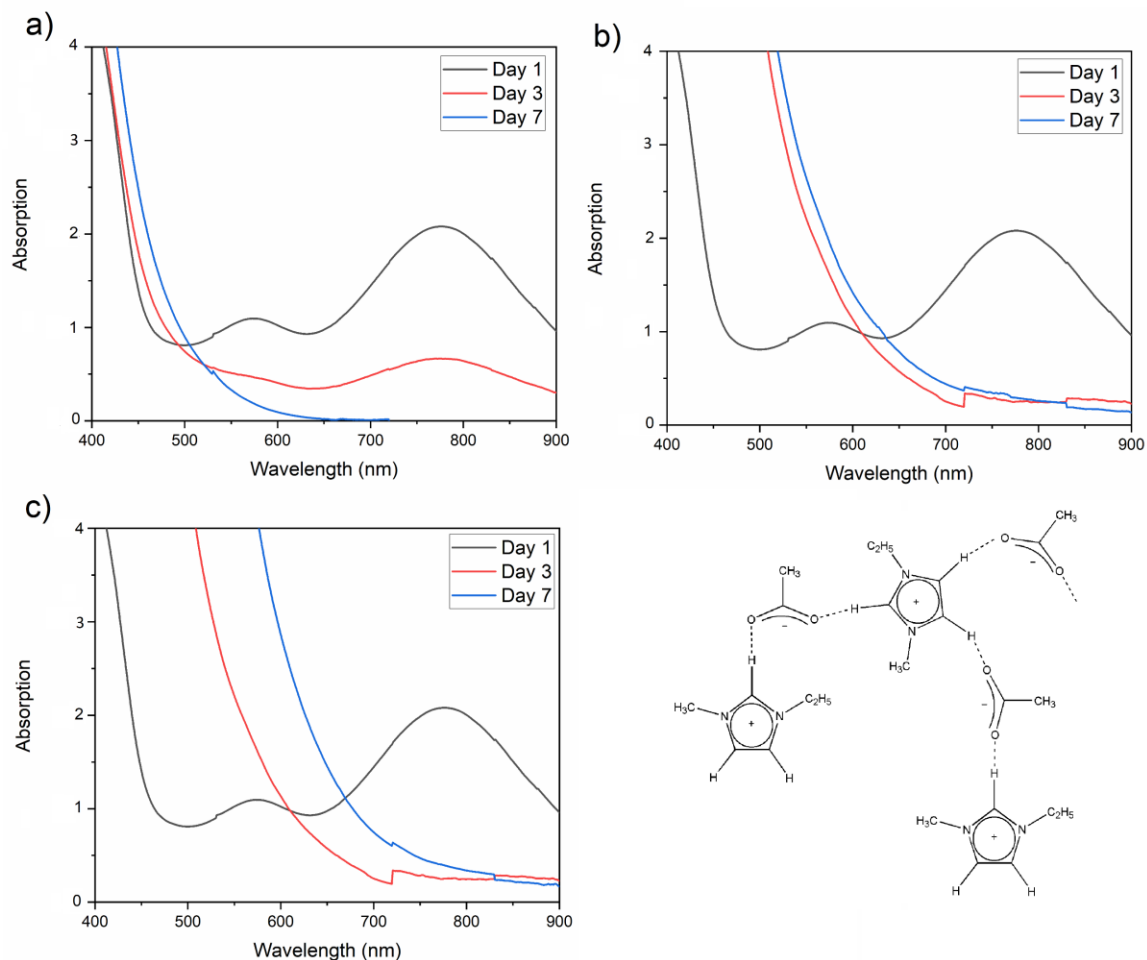 a)
4
3
2
1
0
Absorption
Day 1
Day 3
Day 7
400 500 600 700 800 900
Wavelength (nm)
b)
4
3
2
1
0
Absorption
Day 1
Day 3
Day 7
400 500 600 700 800 900
Wavelength (nm)
c)
4
3
2
1
0
Absorption
Day 1
Day 3
Day 7
400 500 600 700 800 900
Wavelength (nm)
CH₃
O
O
−
H
C₂H₅
N
+
N
H₃C
H
H
O
CH₃
O
−
H
H₃C
N
+
N
C₂H₅
H
H
O
CH₃
−
O
H
H₃C
N
+
N
C₂H₅
H
H